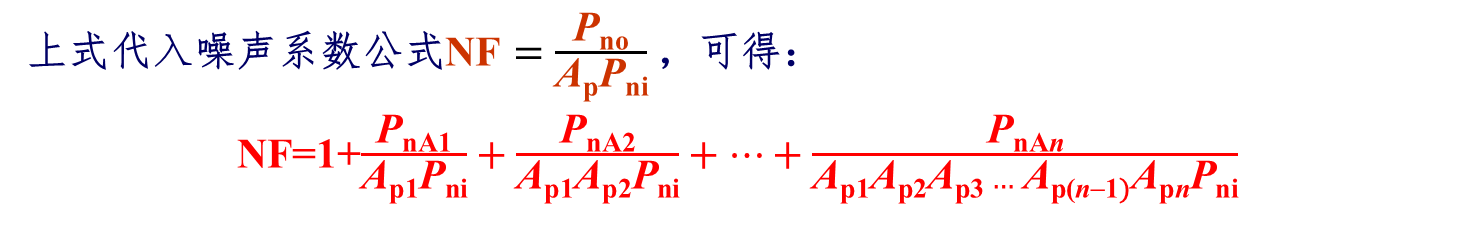 上式代入噪声系数公式NF = P_no / (A_p P_ni)，可得：
NF=1+ P_nA1 / (A_p1 P_ni) + P_nA2 / (A_p1 A_p2 P_ni) + ··· + P_nAn / (A_p1 A_p2 A_p3 ··· A_p(n−1) A_pn P_ni)